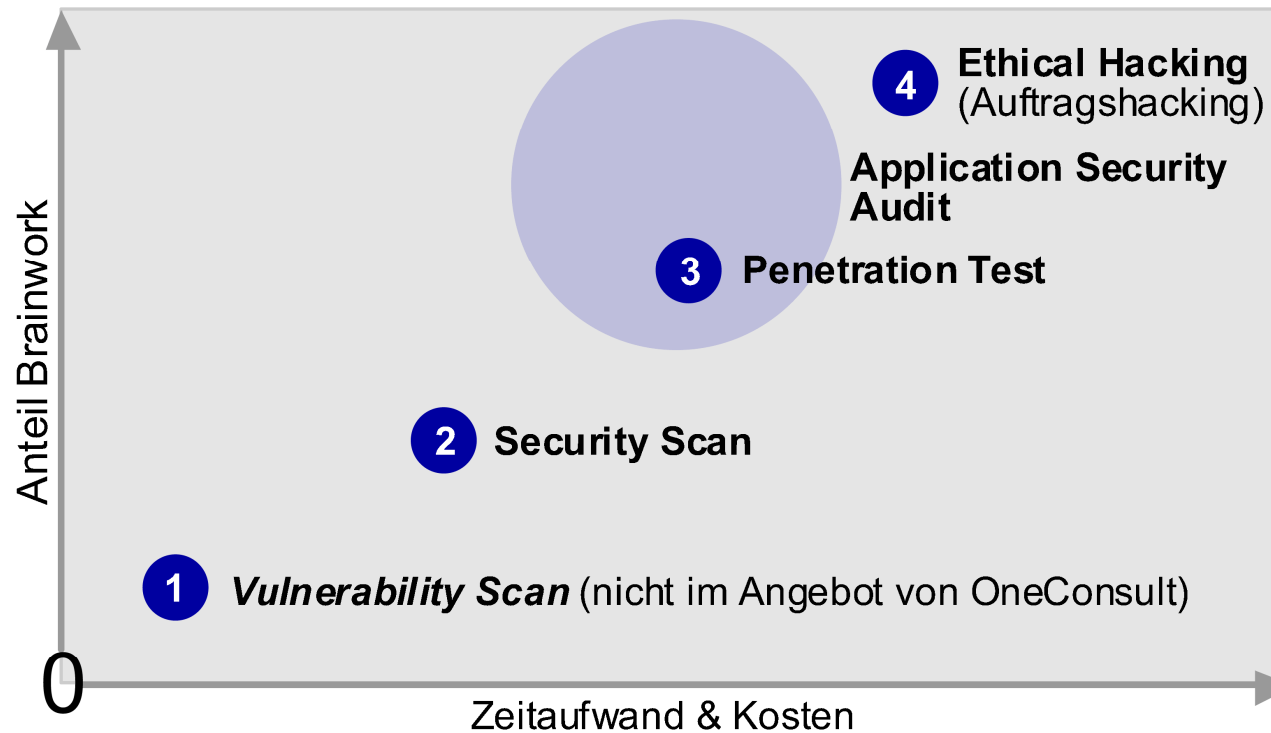 4
Ethical Hacking
(Auftragshacking)
Application Security
Audit
3
Penetration Test
Anteil Brainwork
2
Security Scan
1
Vulnerability Scan (nicht im Angebot von OneConsult)
0
Zeitaufwand & Kosten